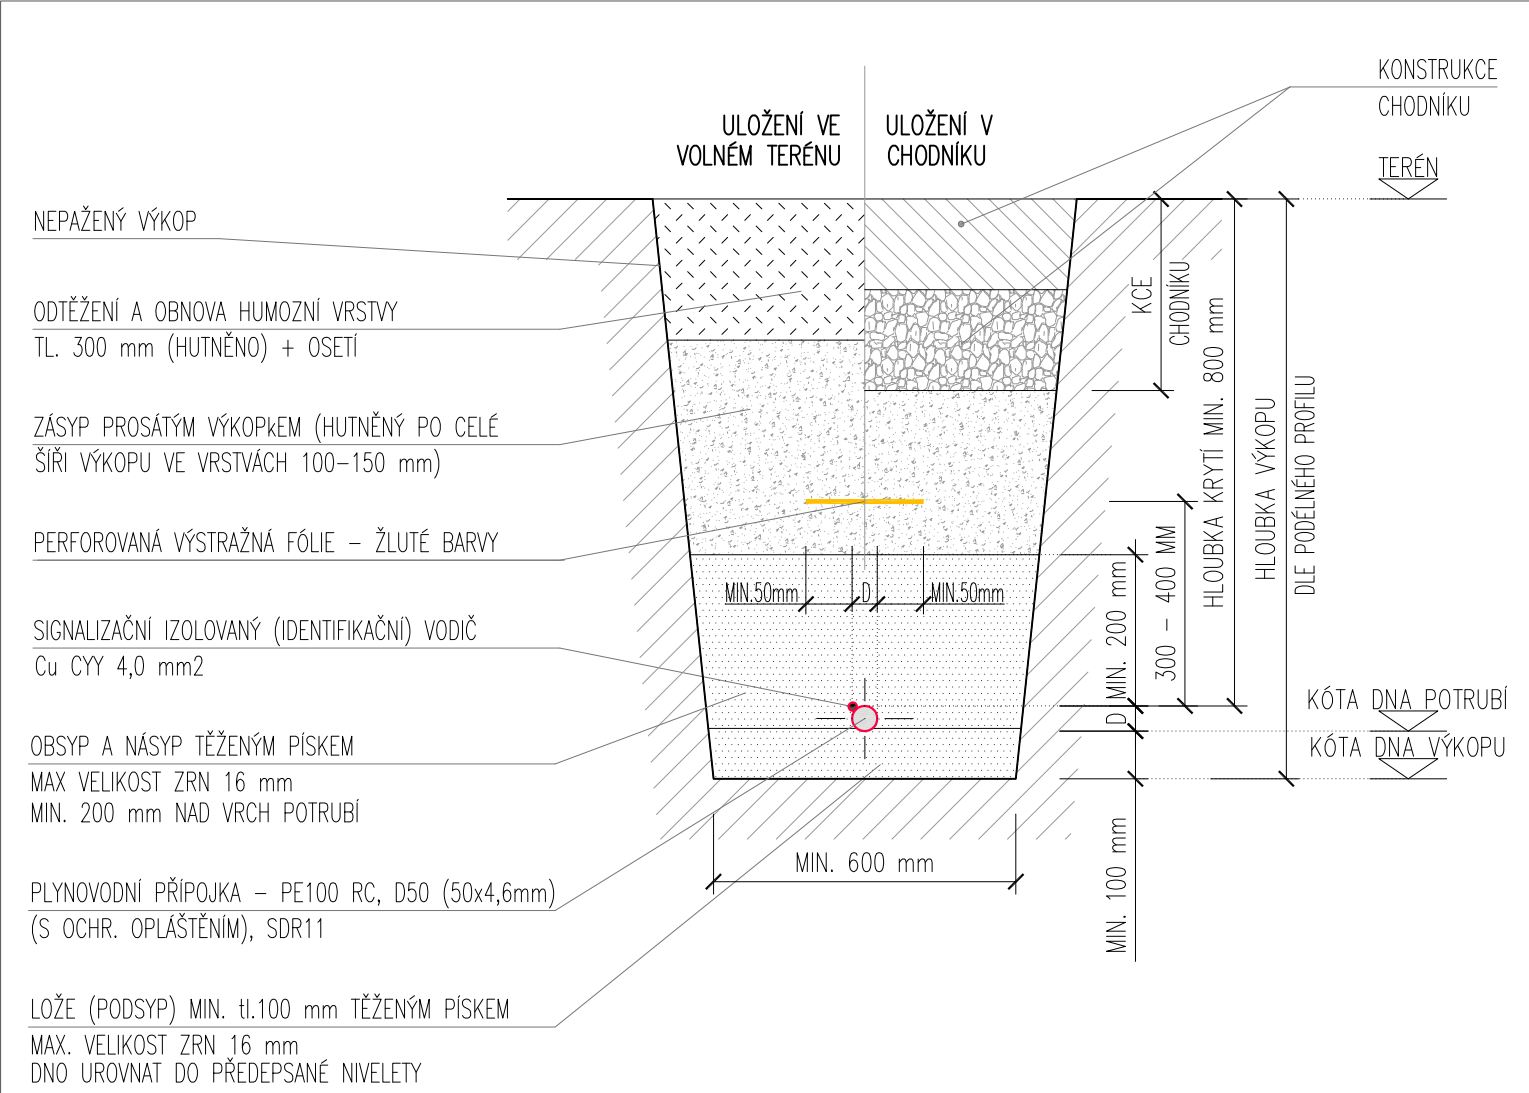 KONSTRUKCE
CHODNÍKU
ULOŽENÍ VE
VOLNÉM TERÉNU
ULOŽENÍ V
CHODNÍKU
TERÉN
NEPAŽENÝ VÝKOP
ODTĚŽENÍ A OBNOVA HUMOZNÍ VRSTVY
TL. 300 mm (HUTNĚNO) + OSETÍ
ZÁSYP PROSÁTÝM VÝKOPkEM (HUTNĚNÝ PO CELÉ
ŠÍŘI VÝKOPU VE VRSTVÁCH 100-150 mm)
PERFOROVANÁ VÝSTRAŽNÁ FÓLIE - ŽLUTÉ BARVY
SIGNALIZAČNÍ IZOLOVANÝ (IDENTIFIKAČNÍ) VODIČ
Cu CYY 4,0 mm2
OBSYP A NÁSYP TĚŽENÝM PÍSKEM
MAX VELIKOST ZRN 16 mm
MIN. 200 mm NAD VRCH POTRUBÍ
PLYNOVODNÍ PŘÍPOJKA - PE100 RC, D50 (50x4,6mm)
(S OCHR. OPLÁŠTĚNÍM), SDR11
LOŽE (PODSYP) MIN. tl.100 mm TĚŽENÝM PÍSKEM
MAX. VELIKOST ZRN 16 mm
DNO UROVNAT DO PŘEDEPSANÉ NIVELETY
MIN.50mm
D
MIN.50mm
MIN. 600 mm
KCE
CHODNÍKU
D
MIN. 200 mm
MIN. 100 mm
300 - 400 MM
HLOUBKA KRYTÍ MIN. 800 mm
HLOUBKA VÝKOPU
DLE PODÉLNÉHO PROFILU
KÓTA DNA POTRUBÍ
KÓTA DNA VÝKOPU